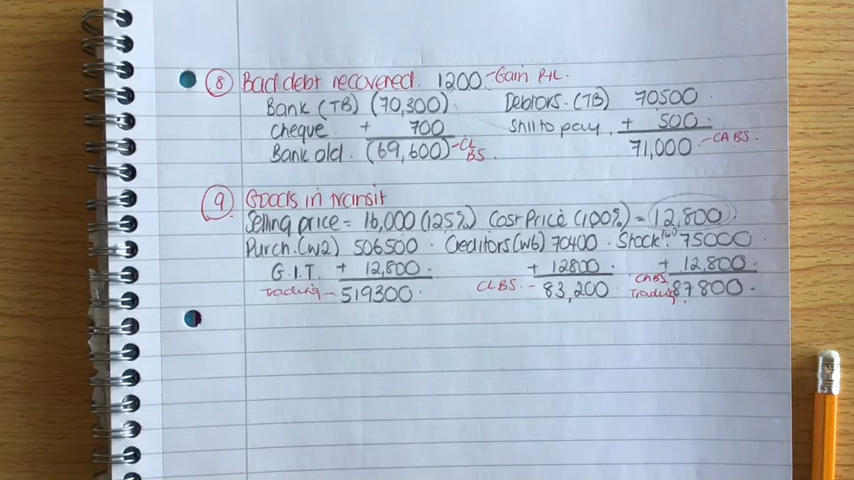 8 Bad debt recovered. 1200 - Gain P+L.
Bank (TB) (70,300). Debtors. (TB) 70500.
cheque + 700 Still to pay. + 500.
Bank o/d. (69,600) - CL BS. 71,000. - CA BS.
9 Goods in transit
Selling price = 16,000 (125%) Cost Price (100%) = 12,800
Purch. (W2) 506500. Creditors (W6) 70400. Stock. 75000.
G.I.T. + 12,800. + 12800. + 12,800.
Trading - 519300. CLBS. - 83,200. CABS Trading 87800.